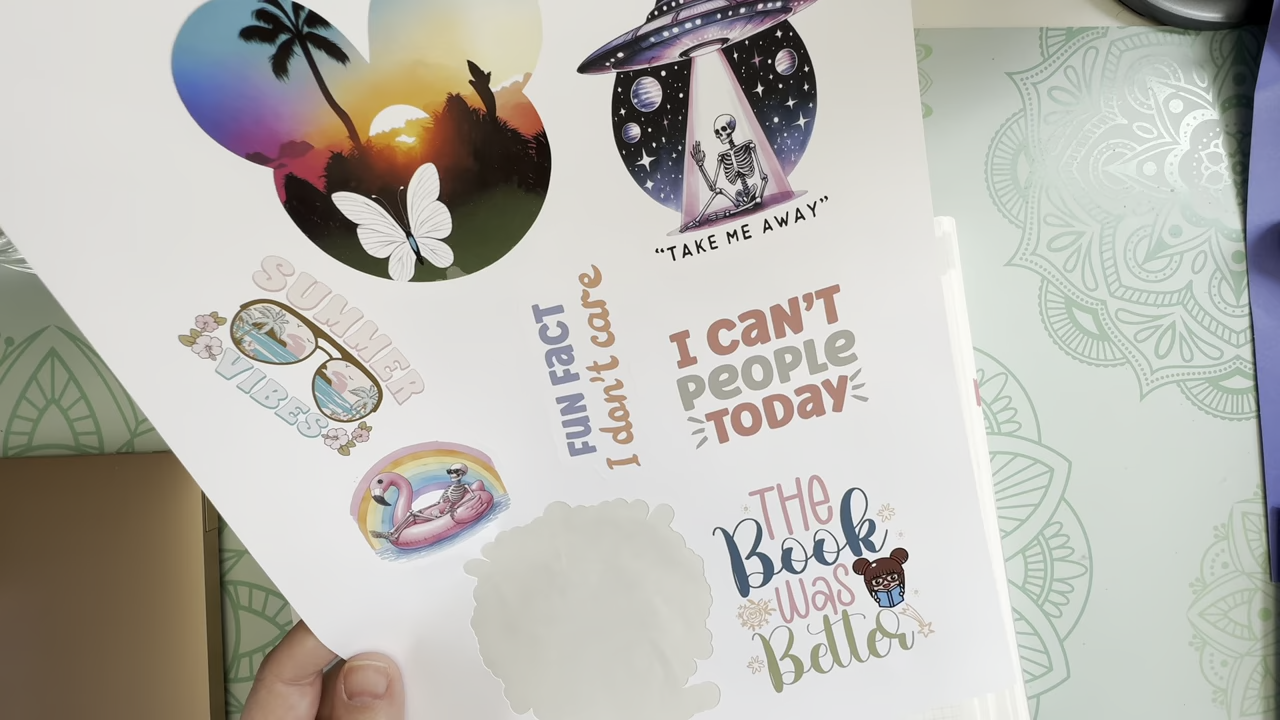 "TAKE ME AWAY"
SUMMER
VIBES
FUN FACT
I don't care
I CAN'T
PEOPLE
TODAY
THE
Book
was
Better